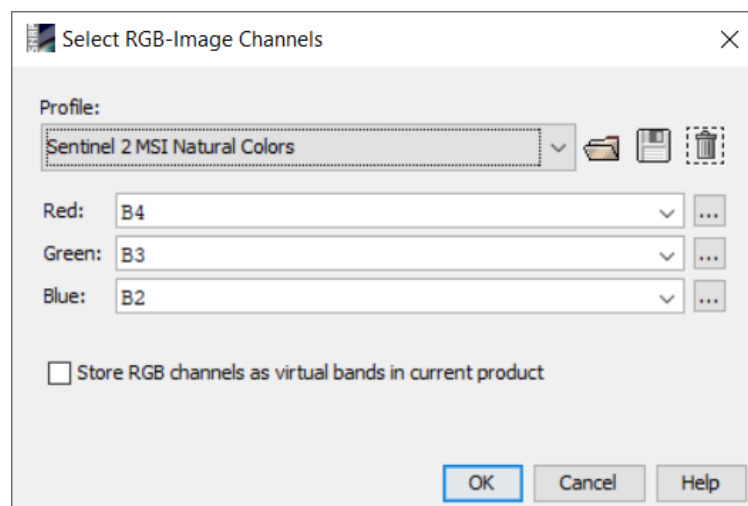 SNAP
Select RGB-Image Channels
Profile:
Sentinel 2 MSI Natural Colors
Red: B4 ...
Green: B3 ...
Blue: B2 ...
Store RGB channels as virtual bands in current product
OK Cancel Help